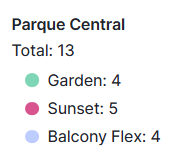 Parque Central
Total: 13
Garden: 4
Sunset: 5
Balcony Flex: 4